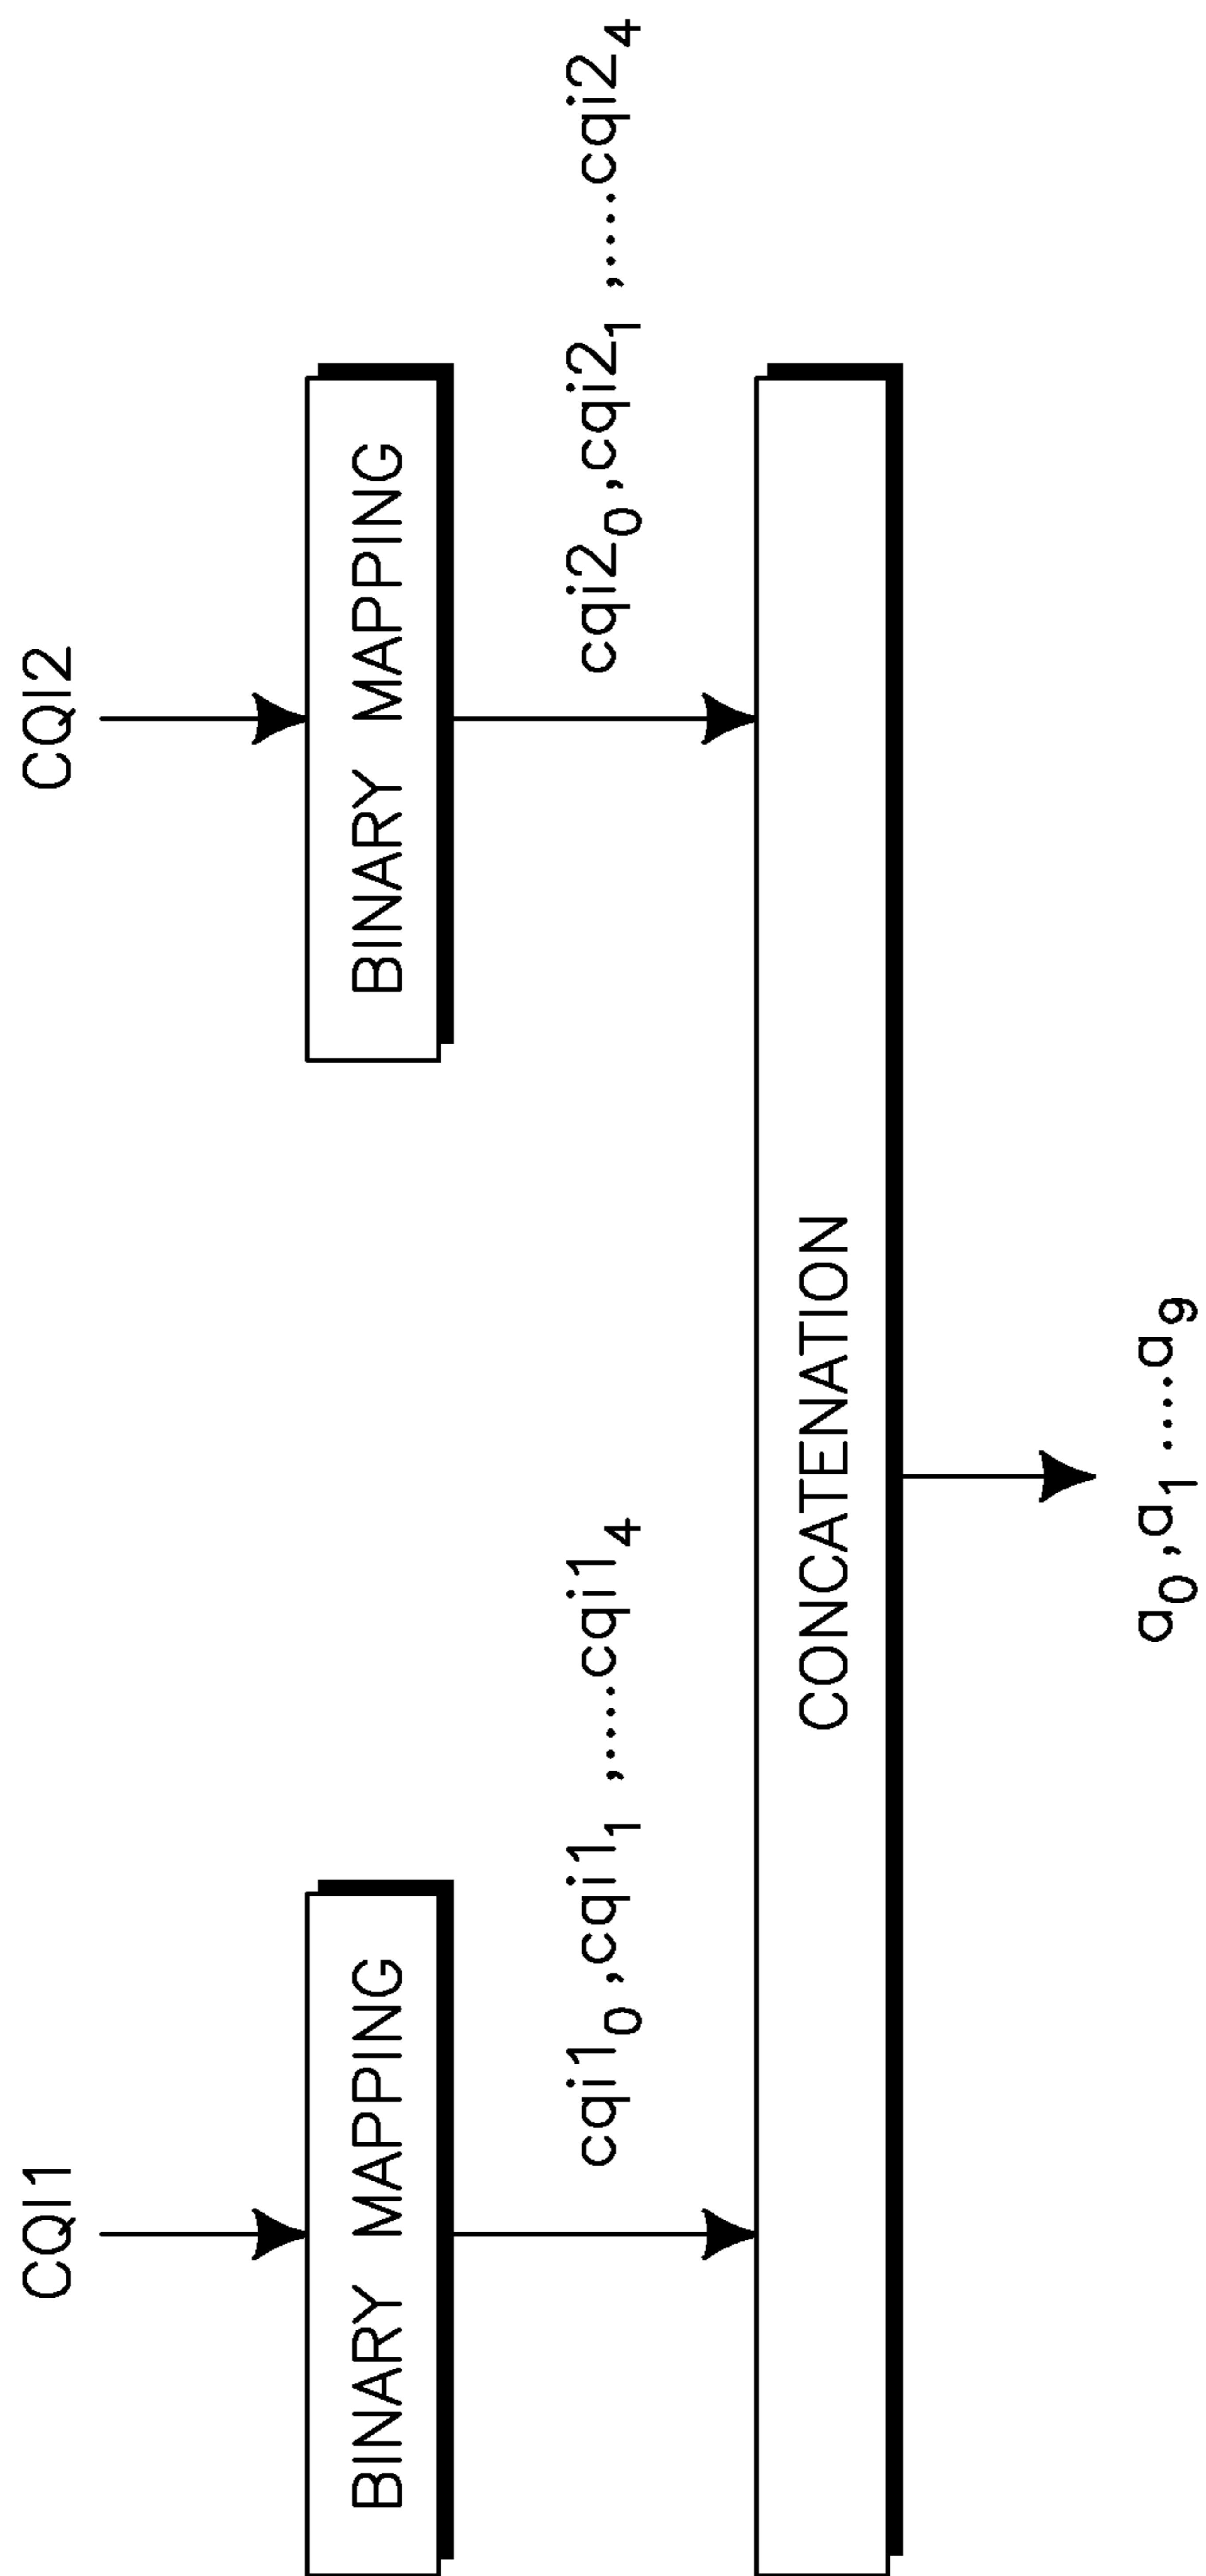 CQI1
CQI2
BINARY MAPPING
BINARY MAPPING
cqi1₀,cqi1₁,....cqi1₄
cqi2₀,cqi2₁,....cqi2₄
CONCATENATION
a₀,a₁....a₉